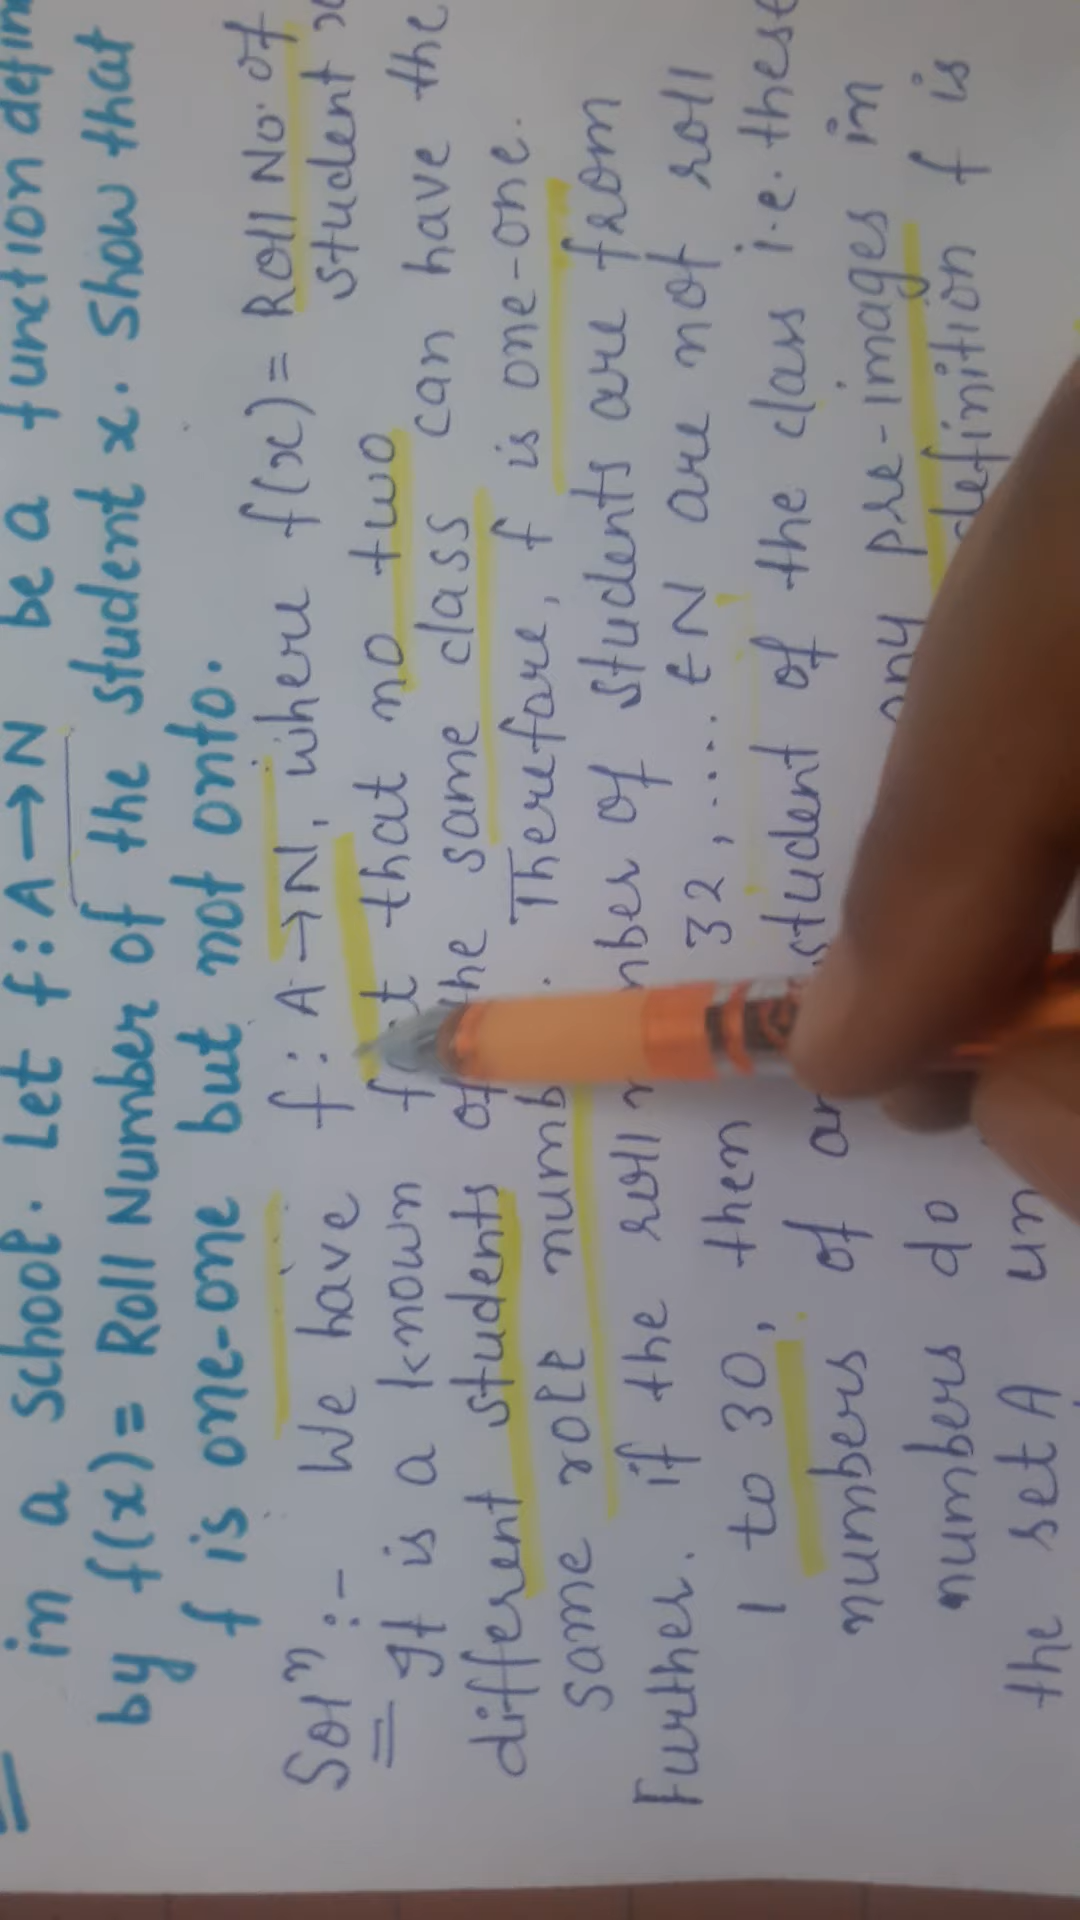 in a school. Let f: A → N be a function defin
by f(x) = Roll Number of the student x. Show that
f is one-one but not onto.
Solⁿ :- We have f: A → N, where f(x) = Roll No. of
student x
It is a known that no two
different students of the same class can have the
same roll numb . Therefore, f is one-one.
Further. if the roll number of students are from
1 to 30, then 32, .... ∈ N are not roll
numbers of student of the class i.e. these
numbers do any pre-images in
the set A definition f is